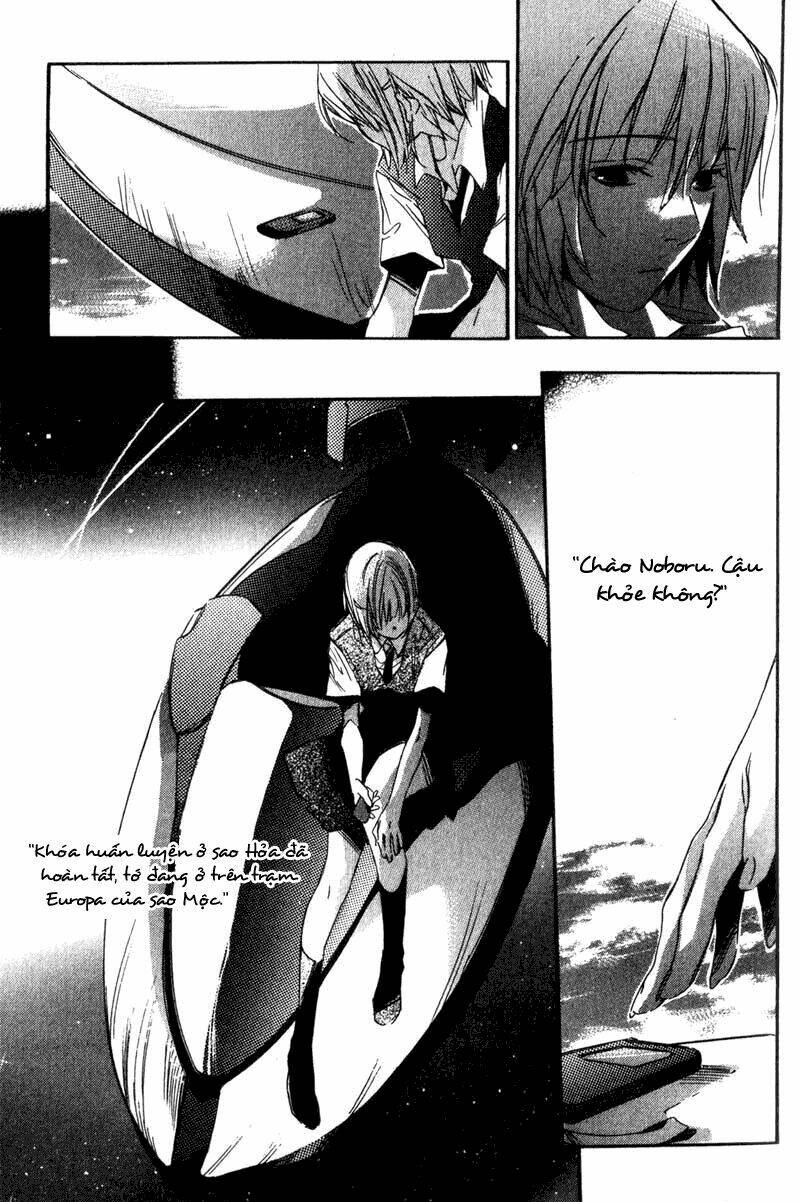 "Chào Noboru. Cậu
khỏe không?"
"Khóa huấn luyện ở sao Hỏa đã
hoàn tất, tớ đang ở trên trạm
Europa của sao Mộc."